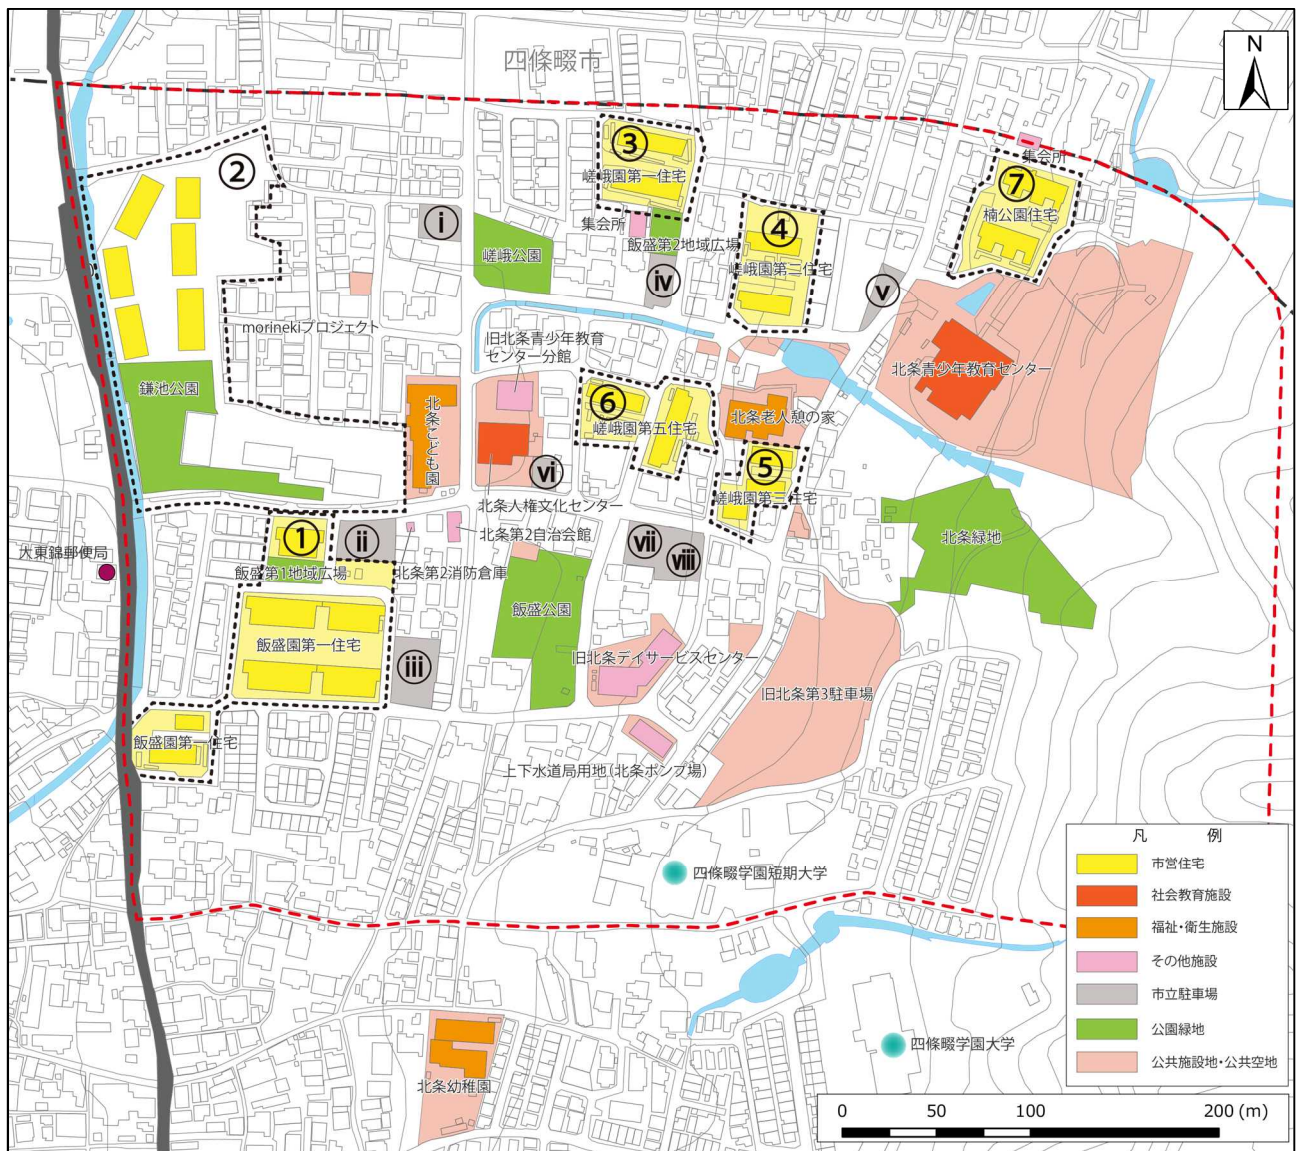 四條畷市
N
集会所
③
嵯峨園第一住宅
②
⑦
楠公園住宅
ⅰ
集会所
飯盛第2地域広場
④
嵯峨園第二住宅
嵯峨公園
ⅳ
ⅴ
morinekiプロジェクト
旧北条青少年教育
センター分館
北条青少年教育センター
鎌池公園
北条こども園
⑥
嵯峨園第五住宅
北条老人憩の家
ⅵ
⑤
嵯峨園第三住宅
北条人権文化センター
北条第2自治会館
①
ⅱ
ⅶ
ⅷ
北条緑地
大東錦郵便局
飯盛第1地域広場
北条第2消防倉庫
飯盛公園
飯盛園第一住宅
ⅲ
旧北条デイサービスセンター
旧北条第3駐車場
飯盛園第一住宅
上下水道局用地(北条ポンプ場)
四條畷学園短期大学
四條畷学園大学
北条幼稚園
凡 例
市営住宅
社会教育施設
福祉・衛生施設
その他施設
市立駐車場
公園緑地
公共施設地・公共空地
0 50 100 200 (m)